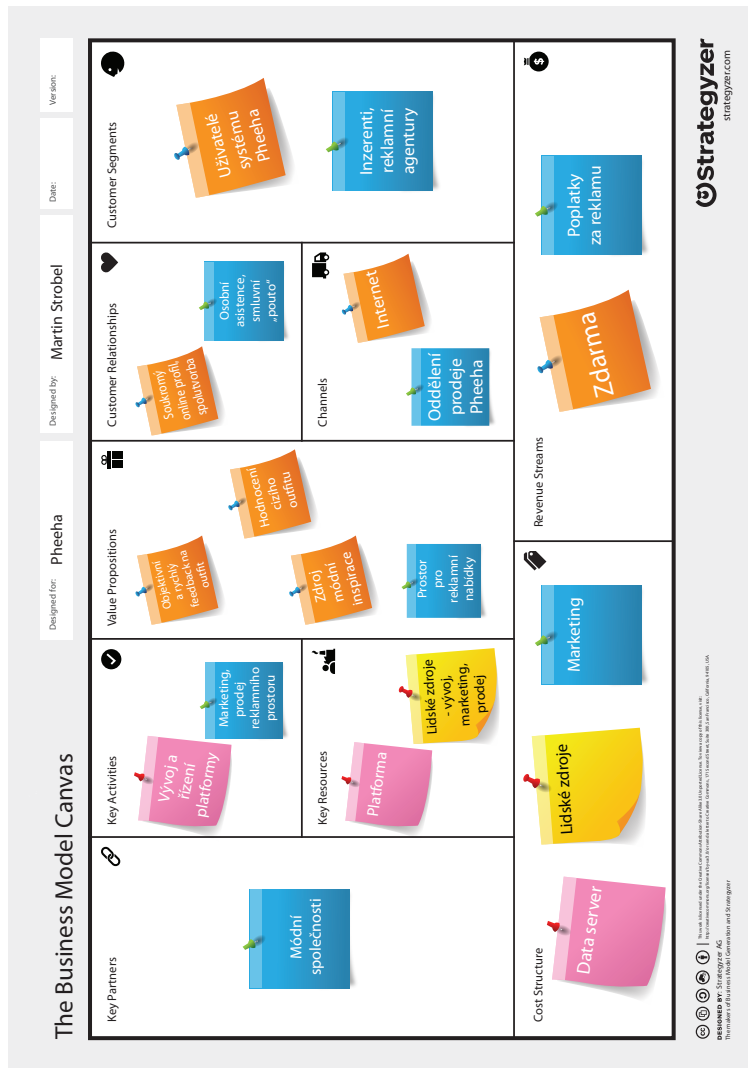 The Business Model Canvas
Designed for:
Pheeha
Designed by:
Martin Strobel
Date:
Version:
Key Partners
Módní
společnosti
Key Activities
Vývoj a
řízení
platformy
Marketing,
prodej
reklamního
prostoru
Key Resources
Platforma
Lidské zdroje
- vývoj,
marketing,
prodej
Value Propositions
Objektivní
a rychlý
feedback na
outfit
Hodnocení
cizího
outfitu
Zdroj
módní
inspirace
Prostor
pro
reklamní
nabídky
Customer Relationships
Soukromý
online profil,
spolutvorba
Osobní
asistence,
smluvní
„pouto“
Channels
Internet
Oddělení
prodeje
Pheeha
Customer Segments
Uživatelé
systému
Pheeha
Inzerenti,
reklamní
agentury
Cost Structure
Data server
Lidské zdroje
Marketing
Revenue Streams
Zdarma
Poplatky
za reklamu
DESIGNED BY: Strategyzer AG
The makers of Business Model Generation and Strategyzer
Strategyzer
strategyzer.com